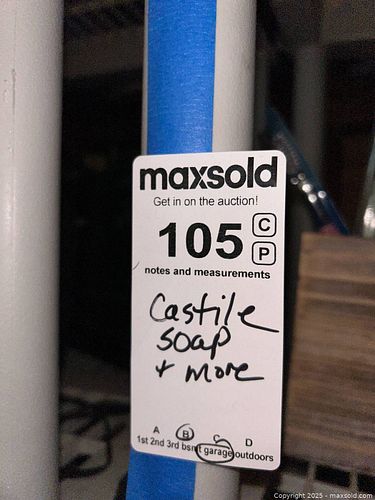 maxsold
Get in on the auction!
105 C
P
notes and measurements
Castile
soap
+ more
A B C D
1st 2nd 3rd bsmt garage outdoors
Copyright 2025 - maxsold.com